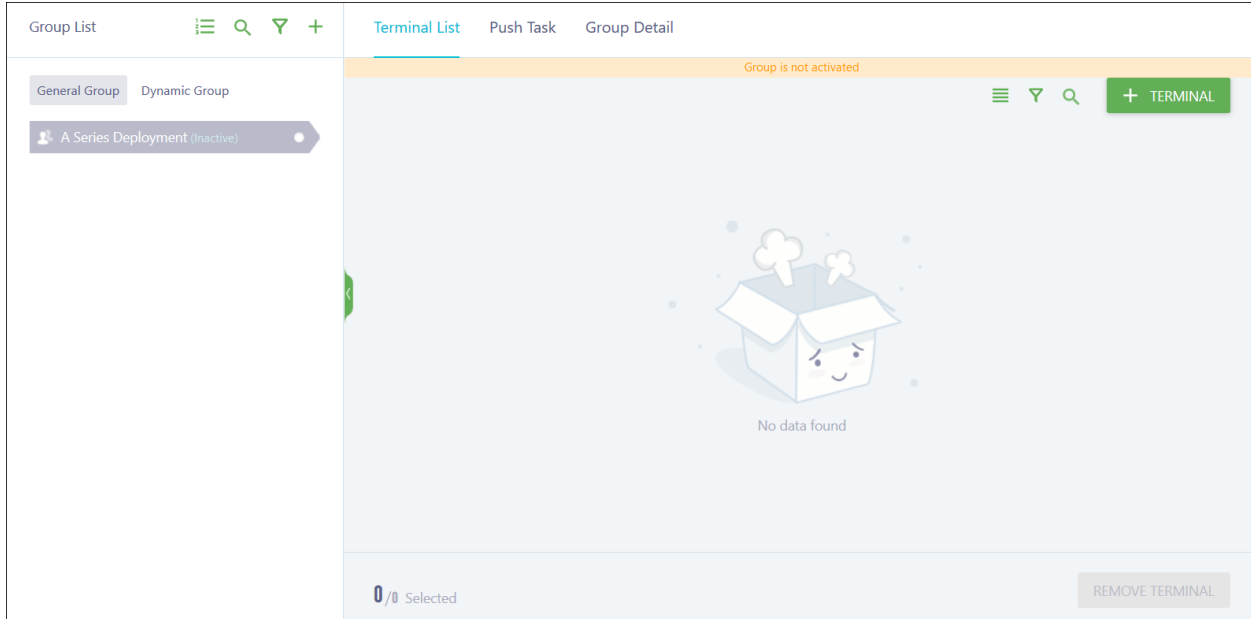 Group List
Terminal List Push Task Group Detail
Group is not activated
General Group Dynamic Group
+ TERMINAL
A Series Deployment (Inactive)
No data found
0/0 Selected
REMOVE TERMINAL